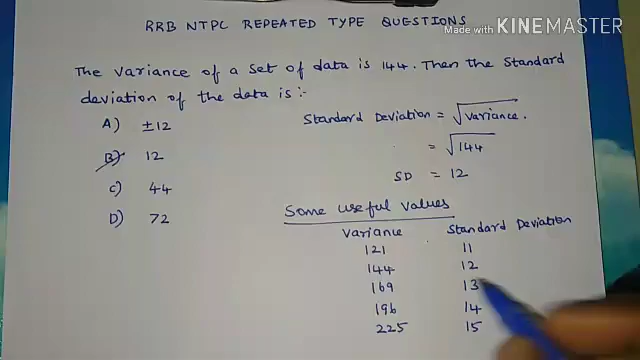 Made with KINEMASTER
RRB NTPC REPEATED TYPE QUESTIONS
The variance of a set of data is 144. Then the standard
deviation of the data is :-
A) ±12
B) 12
C) 44
D) 72
Standard Deviation = √variance.
= √144
SD = 12
Some useful values
Variance Standard Deviation
121 11
144 12
169 13
196 14
225 15